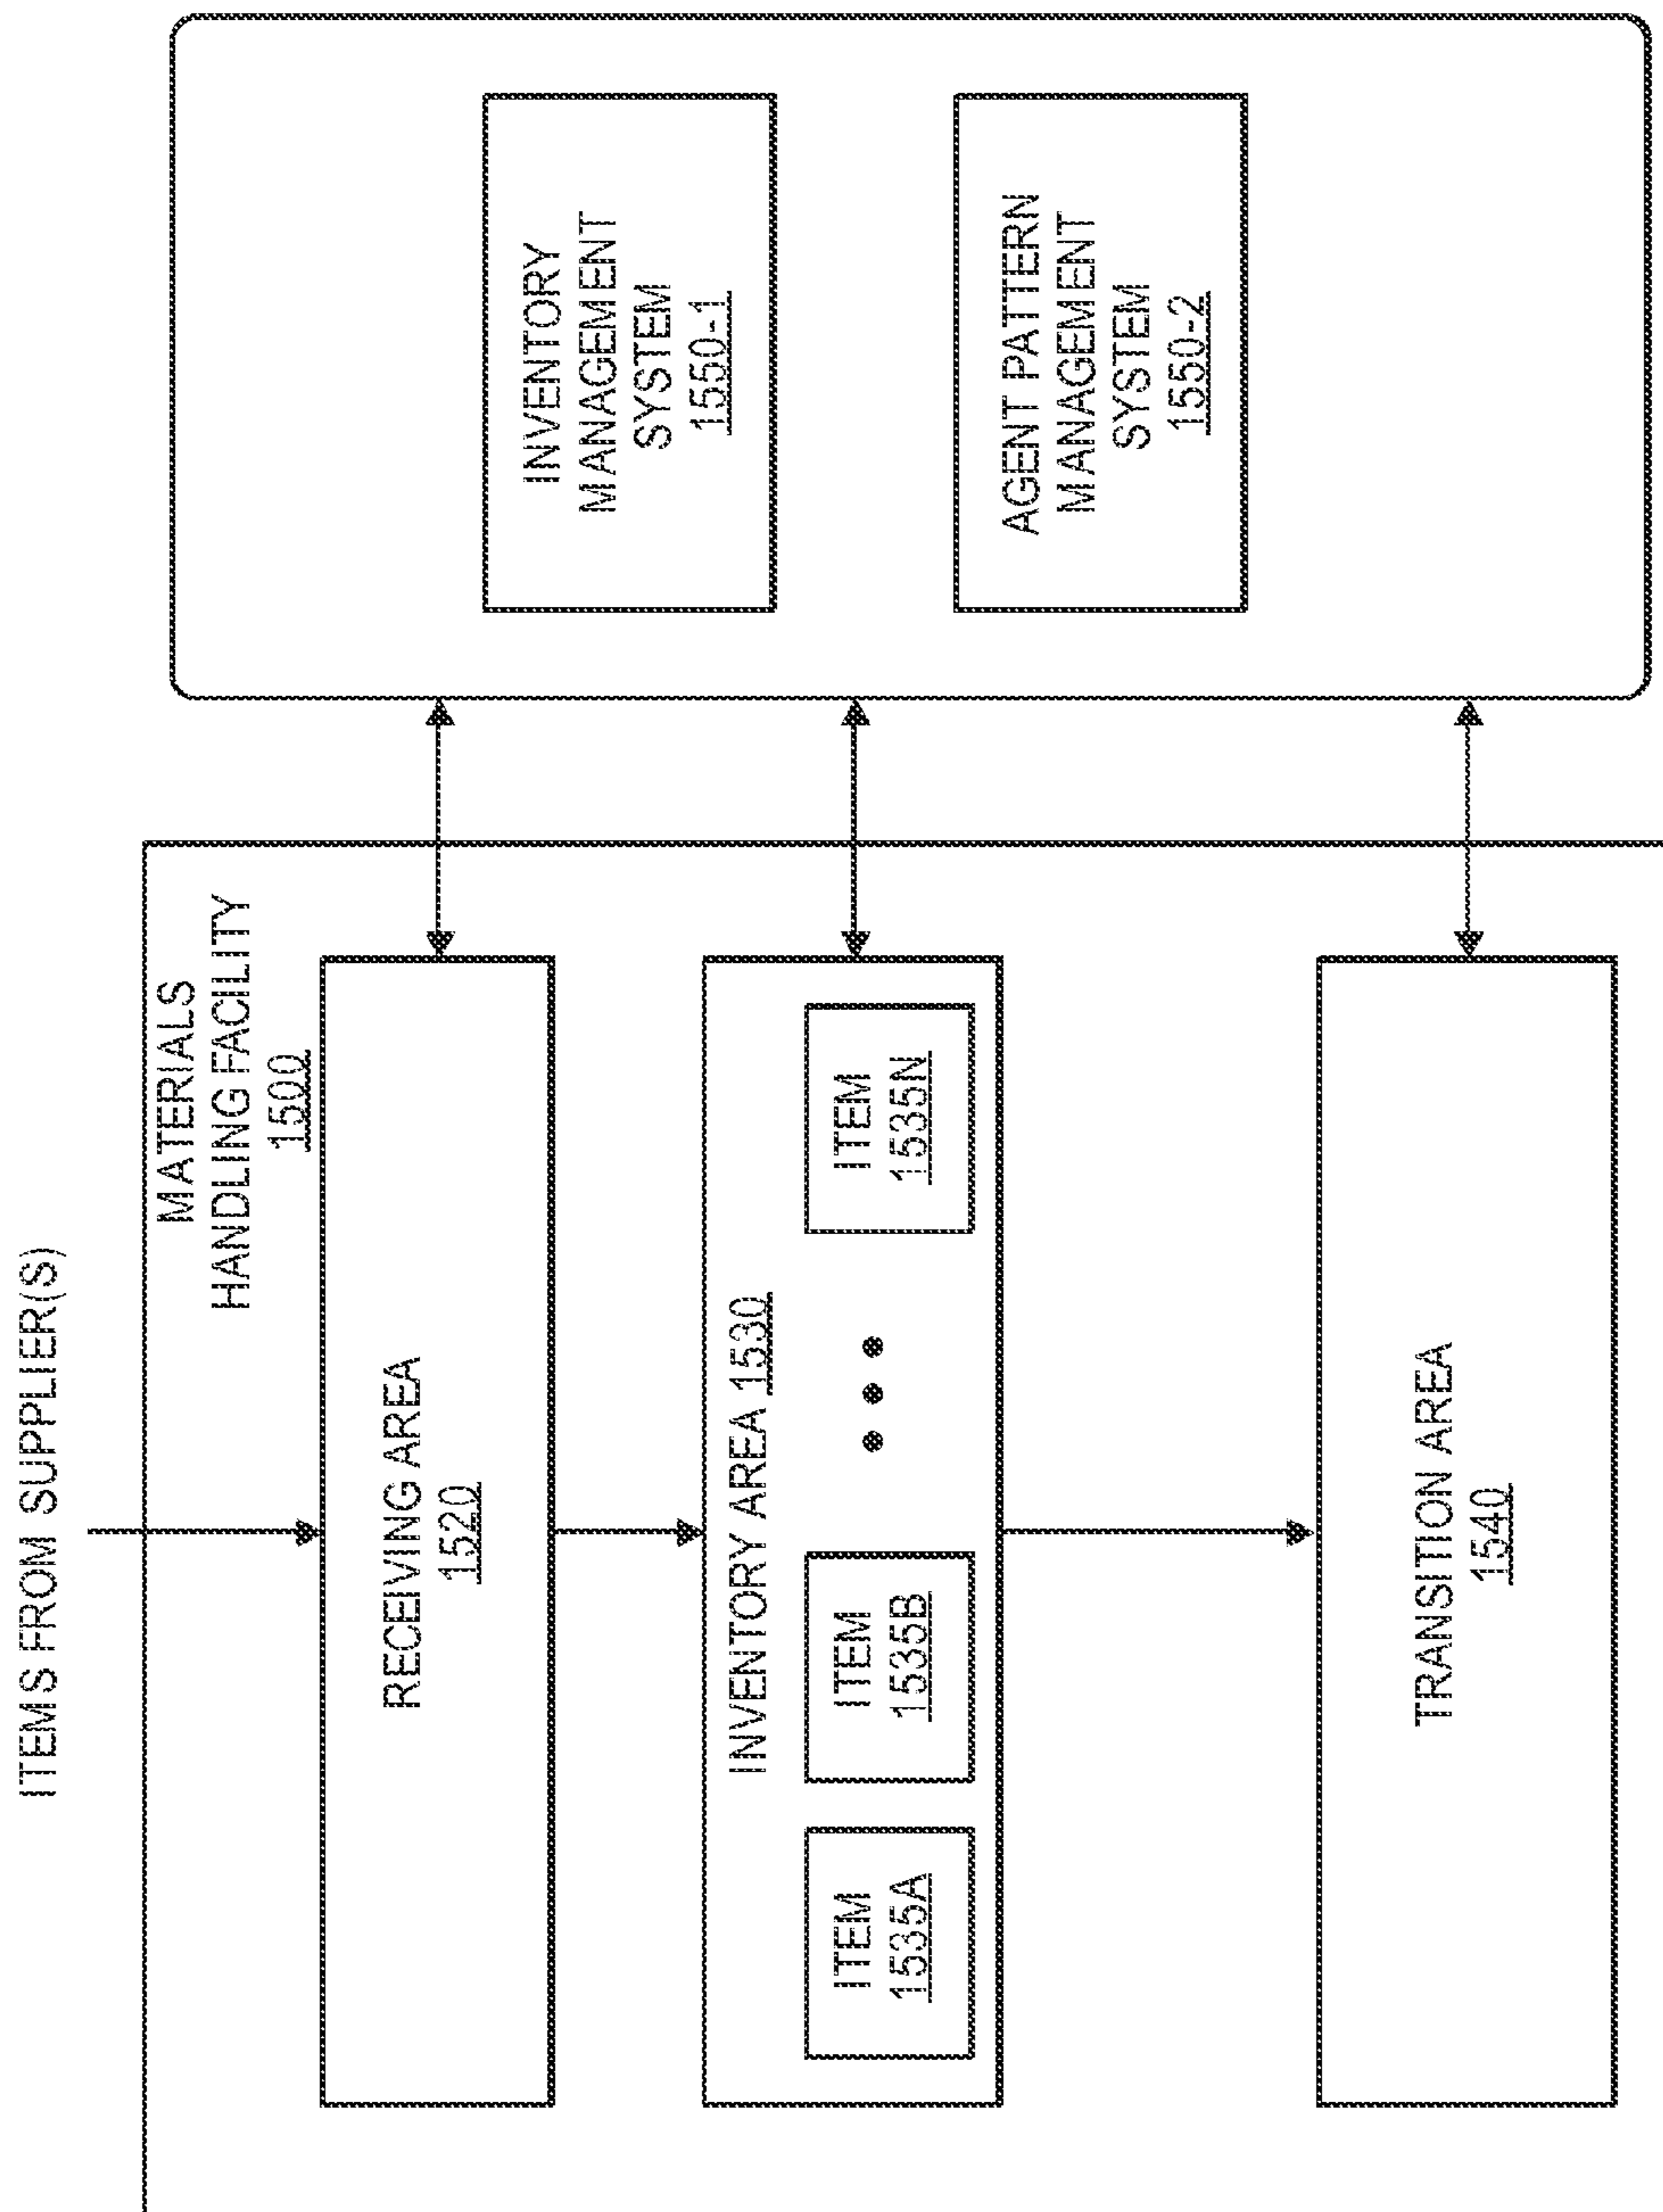 ITEMS FROM SUPPLIER(S)
MATERIALS
HANDLING FACILITY
1500
RECEIVING AREA
1520
INVENTORY AREA 1530
ITEM
1535A
ITEM
1535B
ITEM
1535N
TRANSITION AREA
1540
INVENTORY
MANAGEMENT
SYSTEM
1550-1
AGENT PATTERN
MANAGEMENT
SYSTEM
1550-2